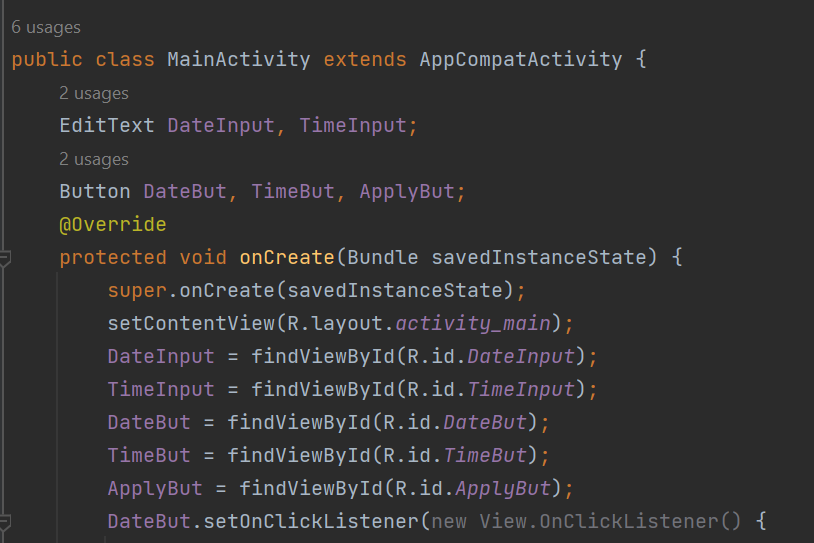 6 usages
public class MainActivity extends AppCompatActivity {
2 usages
EditText DateInput, TimeInput;
2 usages
Button DateBut, TimeBut, ApplyBut;
@Override
protected void onCreate(Bundle savedInstanceState) {
super.onCreate(savedInstanceState);
setContentView(R.layout.activity_main);
DateInput = findViewById(R.id.DateInput);
TimeInput = findViewById(R.id.TimeInput);
DateBut = findViewById(R.id.DateBut);
TimeBut = findViewById(R.id.TimeBut);
ApplyBut = findViewById(R.id.ApplyBut);
DateBut.setOnClickListener(new View.OnClickListener() {